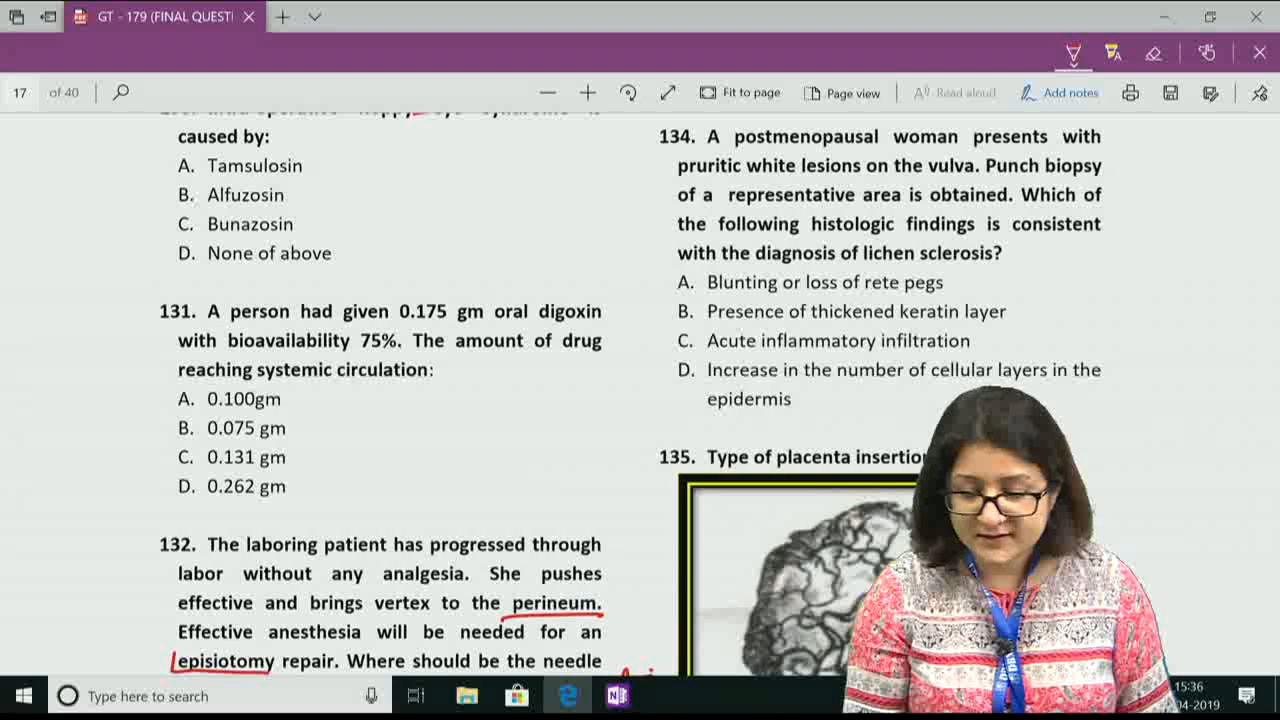 GT - 179 (FINAL QUEST
17 of 40
Fit to page
Page view
Read aloud
Add notes
caused by:
A. Tamsulosin
B. Alfuzosin
C. Bunazosin
D. None of above
131. A person had given 0.175 gm oral digoxin
with bioavailability 75%. The amount of drug
reaching systemic circulation:
A. 0.100gm
B. 0.075 gm
C. 0.131 gm
D. 0.262 gm
132. The laboring patient has progressed through
labor without any analgesia. She pushes
effective and brings vertex to the perineum.
Effective anesthesia will be needed for an
episiotomy repair. Where should be the needle
134. A postmenopausal woman presents with
pruritic white lesions on the vulva. Punch biopsy
of a representative area is obtained. Which of
the following histologic findings is consistent
with the diagnosis of lichen sclerosis?
A. Blunting or loss of rete pegs
B. Presence of thickened keratin layer
C. Acute inflammatory infiltration
D. Increase in the number of cellular layers in the
epidermis
135. Type of placenta insertio
Type here to search
15:36
04-2019